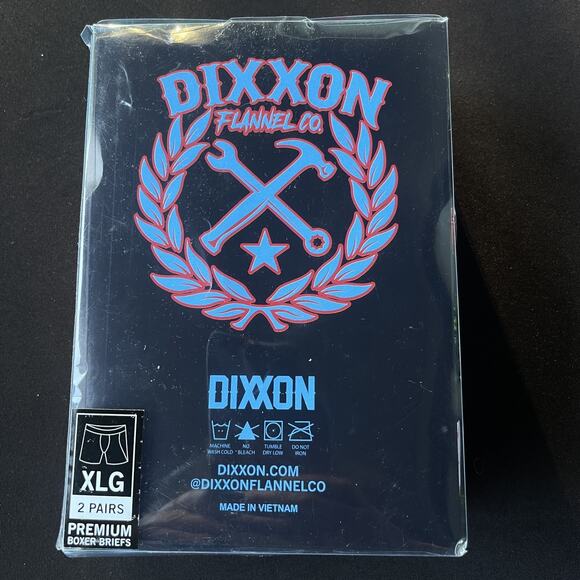 DIXXON
FLANNEL CO.
DIXXON
MACHINE WASH COLD
NO BLEACH
TUMBLE DRY LOW
DO NOT IRON
DIXXON.COM
@DIXXONFLANNELCO
MADE IN VIETNAM
XLG
2 PAIRS
PREMIUM
BOXER BRIEFS